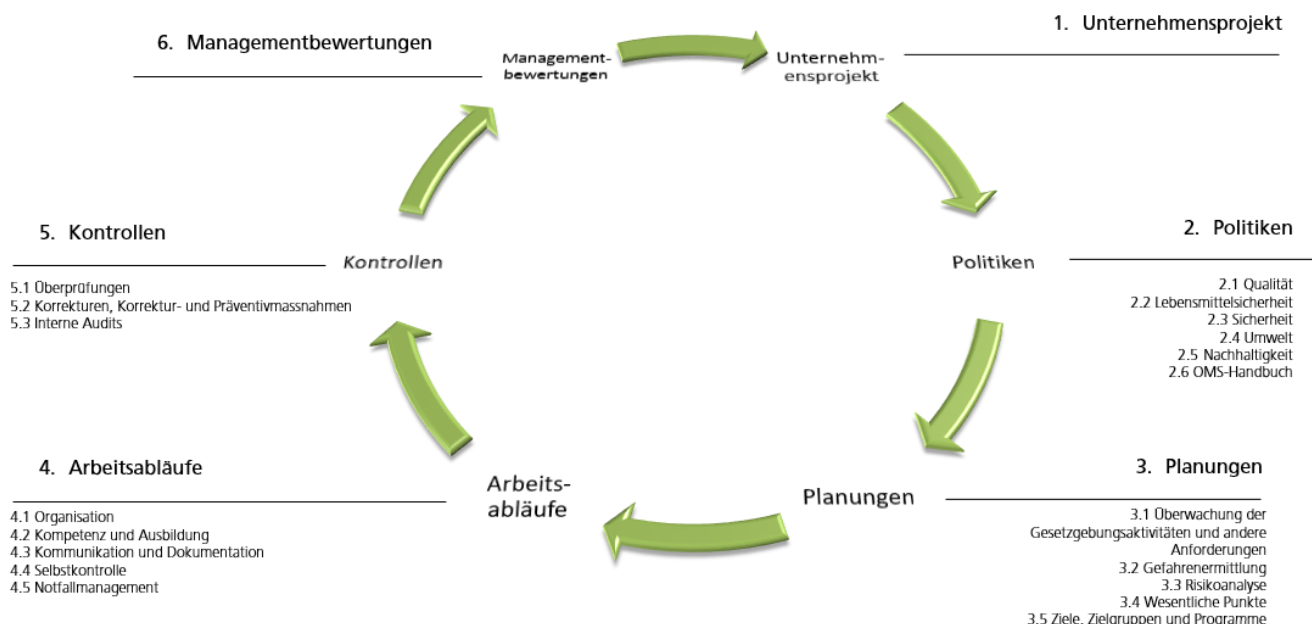 1. Unternehmensprojekt
6. Managementbewertungen
Management-
bewertungen
Unternehm-
ensprojekt
5. Kontrollen
Kontrollen
5.1 Überprüfungen
5.2 Korrekturen, Korrektur- und Präventivmassnahmen
5.3 Interne Audits
2. Politiken
Politiken
2.1 Qualität
2.2 Lebensmittelsicherheit
2.3 Sicherheit
2.4 Umwelt
2.5 Nachhaltigkeit
2.6 OMS-Handbuch
4. Arbeitsabläufe
Arbeits-
abläufe
4.1 Organisation
4.2 Kompetenz und Ausbildung
4.3 Kommunikation und Dokumentation
4.4 Selbstkontrolle
4.5 Notfallmanagement
3. Planungen
Planungen
3.1 Überwachung der
Gesetzgebungsaktivitäten und andere
Anforderungen
3.2 Gefahrenermittlung
3.3 Risikoanalyse
3.4 Wesentliche Punkte
3.5 Ziele, Zielgruppen und Programme